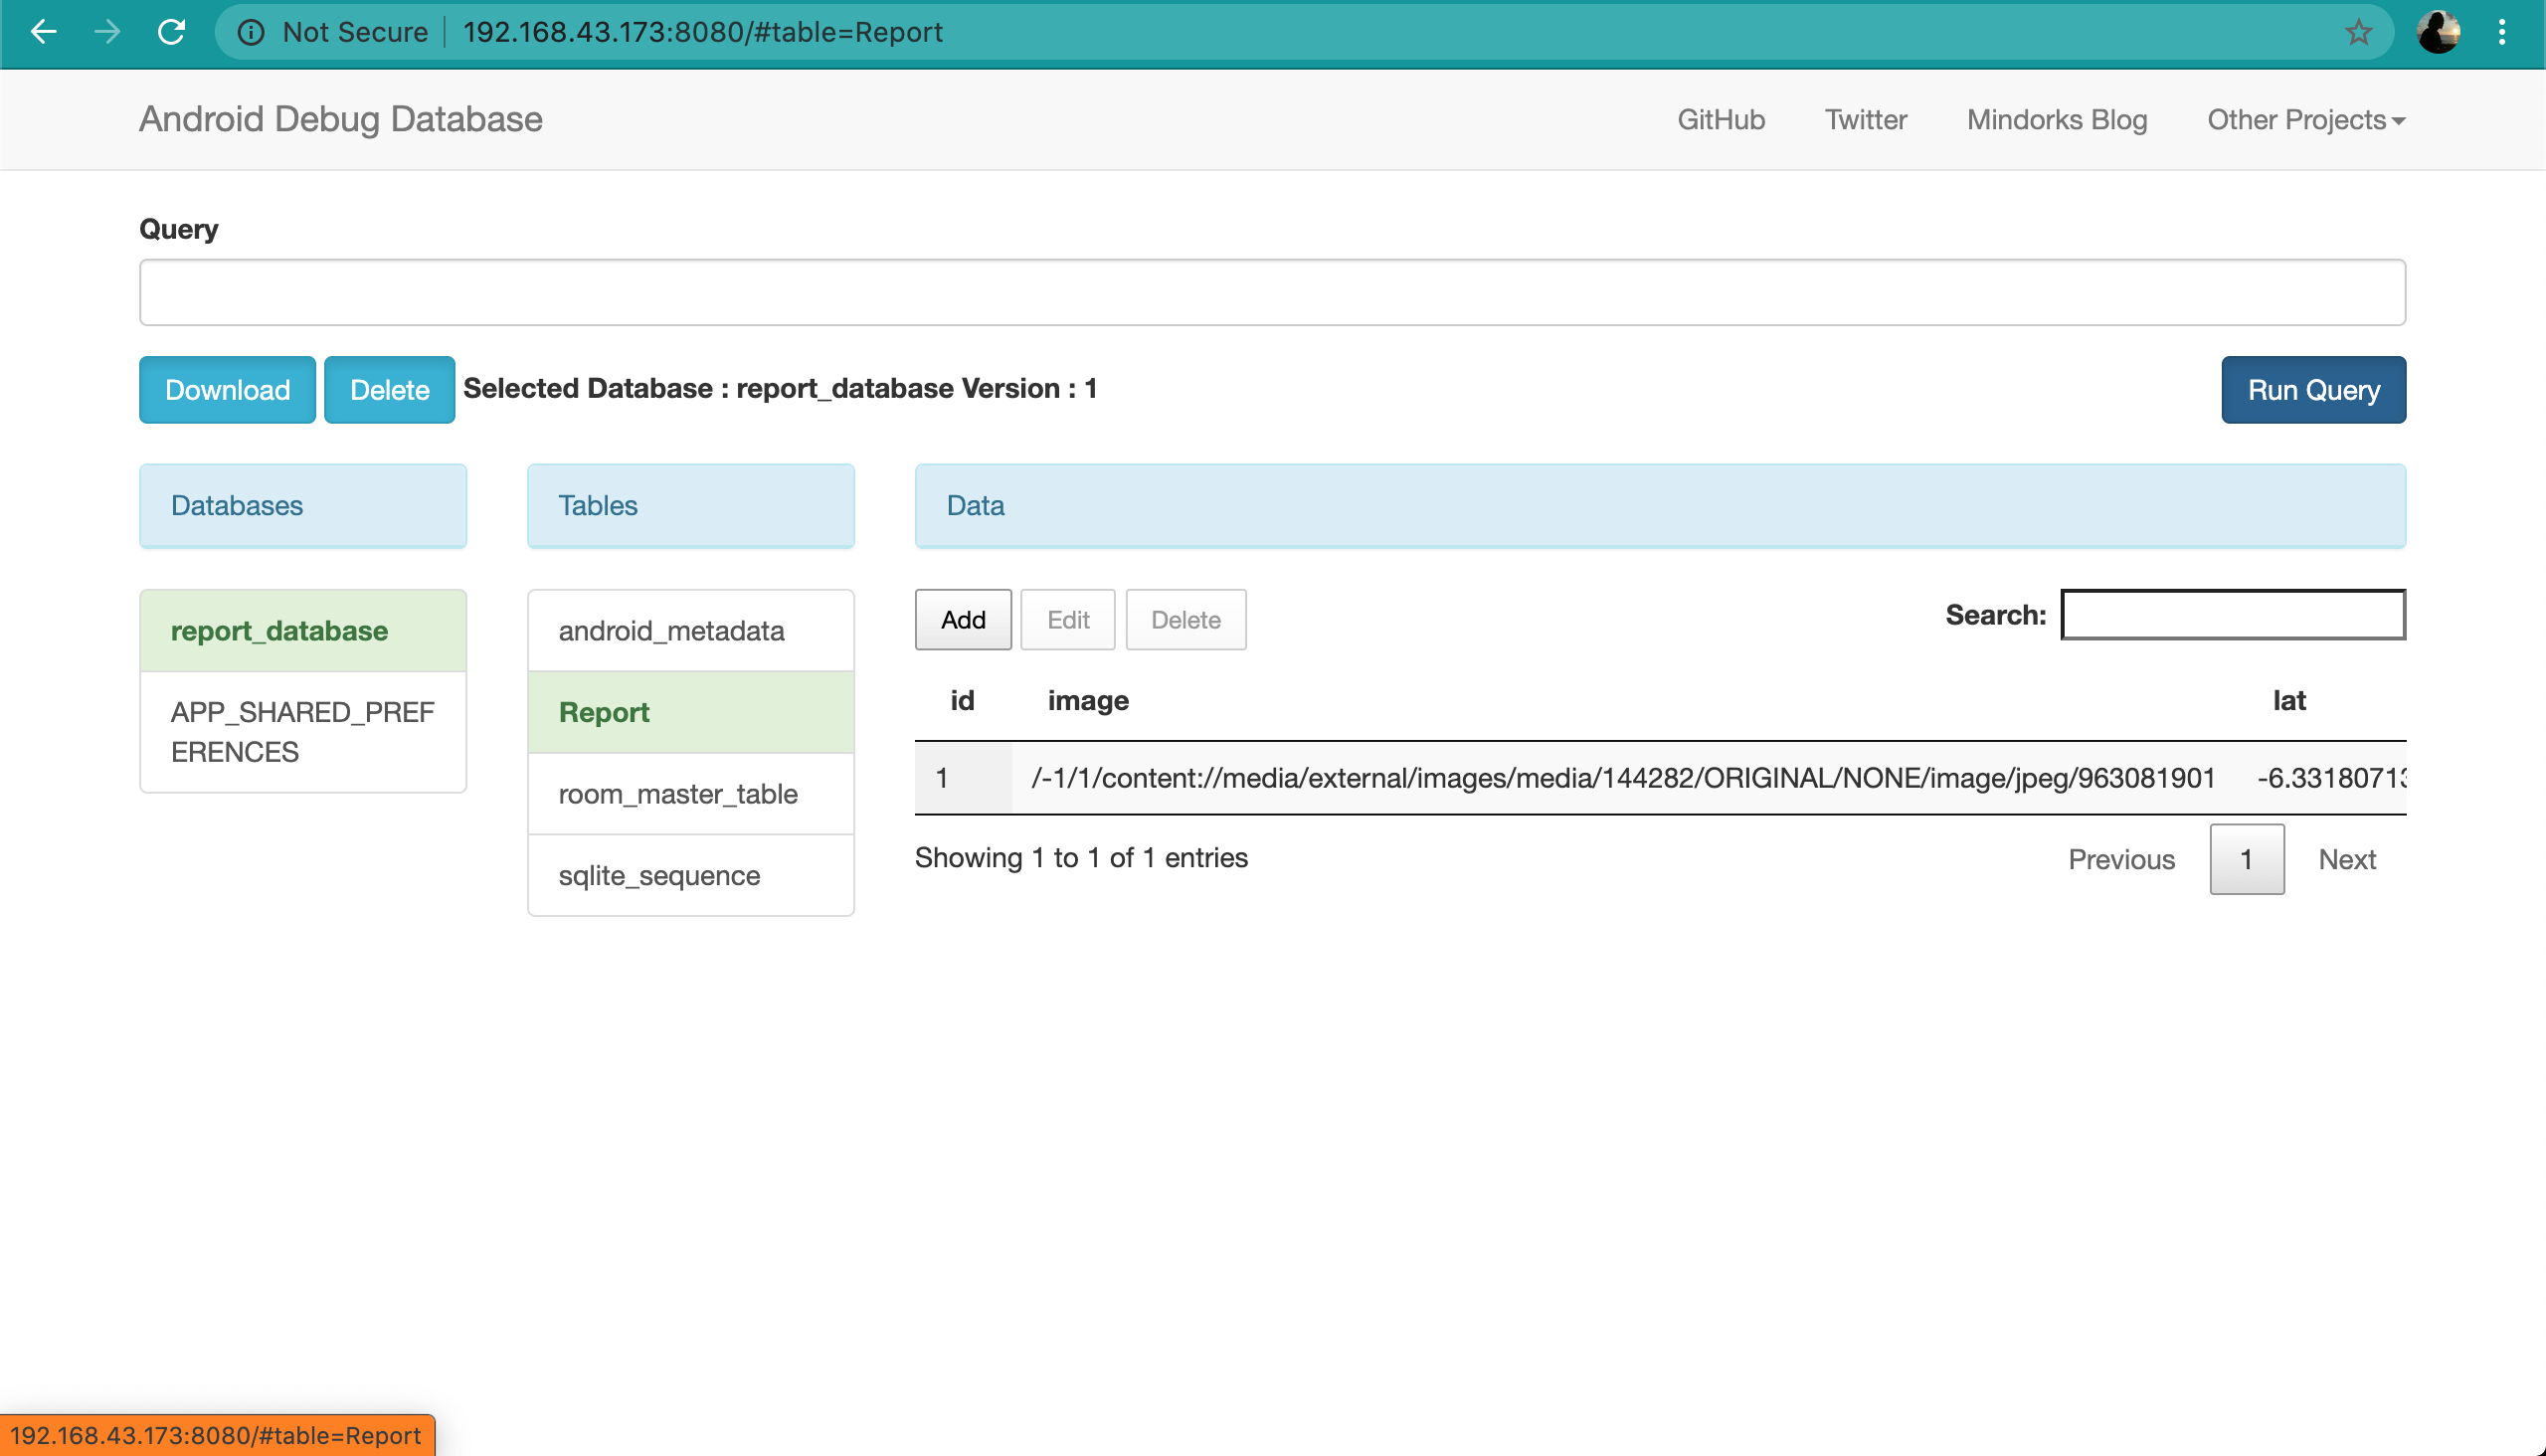 Not Secure 192.168.43.173:8080/#table=Report
Android Debug Database GitHub Twitter Mindorks Blog Other Projects
Query
Download Delete Selected Database : report_database Version : 1 Run Query
Databases Tables Data
report_database
APP_SHARED_PREF
ERENCES
android_metadata
Report
room_master_table
sqlite_sequence
Add Edit Delete Search:
id image lat
1 /-1/1/content://media/external/images/media/144282/ORIGINAL/NONE/image/jpeg/963081901 -6.3318071
Showing 1 to 1 of 1 entries Previous 1 Next
192.168.43.173:8080/#table=Report